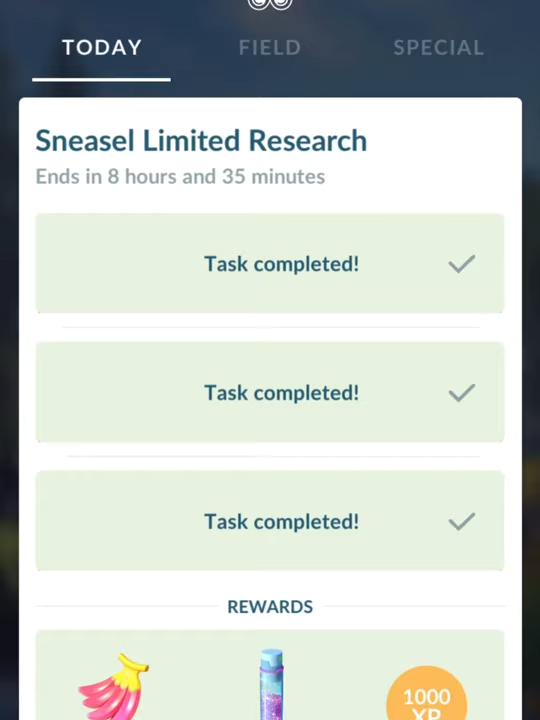 TODAY FIELD SPECIAL
Sneasel Limited Research
Ends in 8 hours and 35 minutes
Task completed!
Task completed!
Task completed!
REWARDS
1000
XP